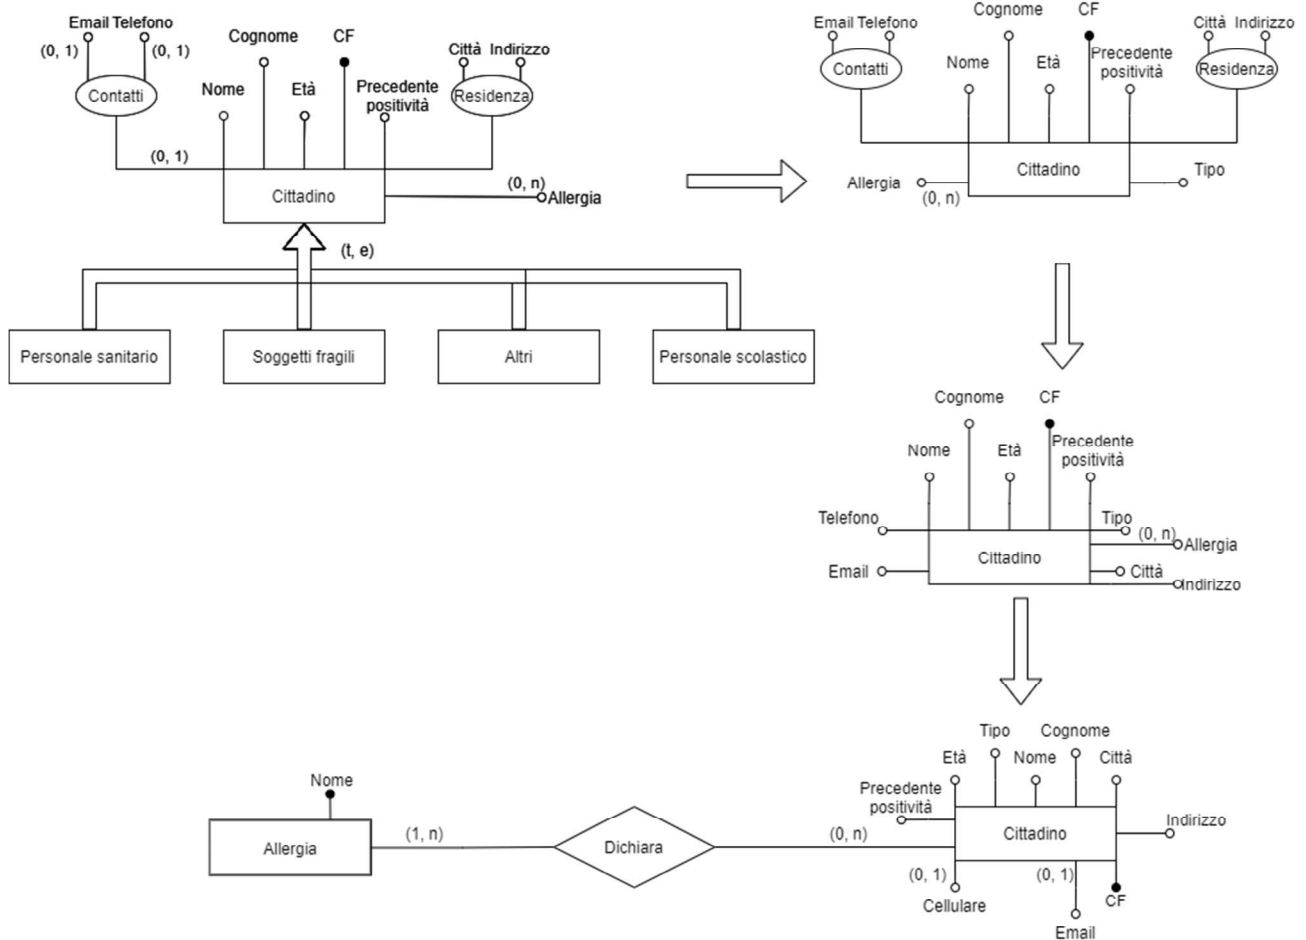 Email Telefono
(0, 1)
(0, 1)
Contatti
Cognome
CF
Nome
Età
Precedente
positività
Città Indirizzo
Residenza
(0, 1)
Cittadino
(0, n)
Allergia
(t, e)
Personale sanitario
Soggetti fragili
Altri
Personale scolastico
Email Telefono
Contatti
Cognome
CF
Nome
Età
Precedente
positività
Città Indirizzo
Residenza
Allergia
(0, n)
Cittadino
Tipo
Cognome
CF
Nome
Età
Precedente
positività
Telefono
Tipo
(0, n)
Allergia
Cittadino
Email
Città
Indirizzo
Tipo
Cognome
Età
Nome
Città
Precedente
positività
Indirizzo
Nome
Allergia
(1, n)
Dichiara
(0, n)
Cittadino
(0, 1)
Cellulare
(0, 1)
Email
CF